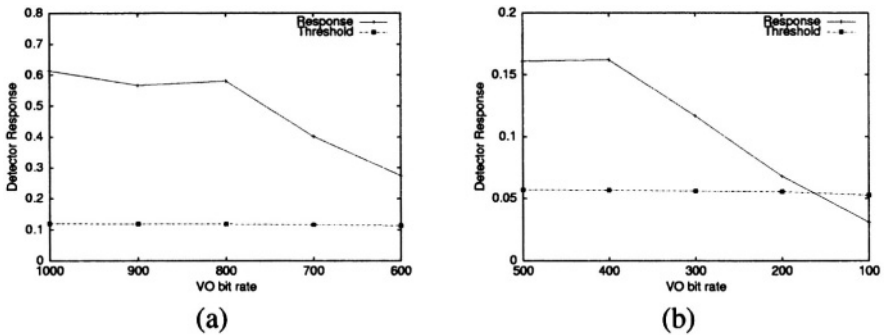 0.8
0.7
0.6
0.5
0.4
0.3
0.2
0.1
0
1000 900 800 700 600
Detector Response
VO bit rate
Response
Threshold
(a)
0.2
0.15
0.1
0.05
0
500 400 300 200 100
Detector Response
VO bit rate
Response
Threshold
(b)